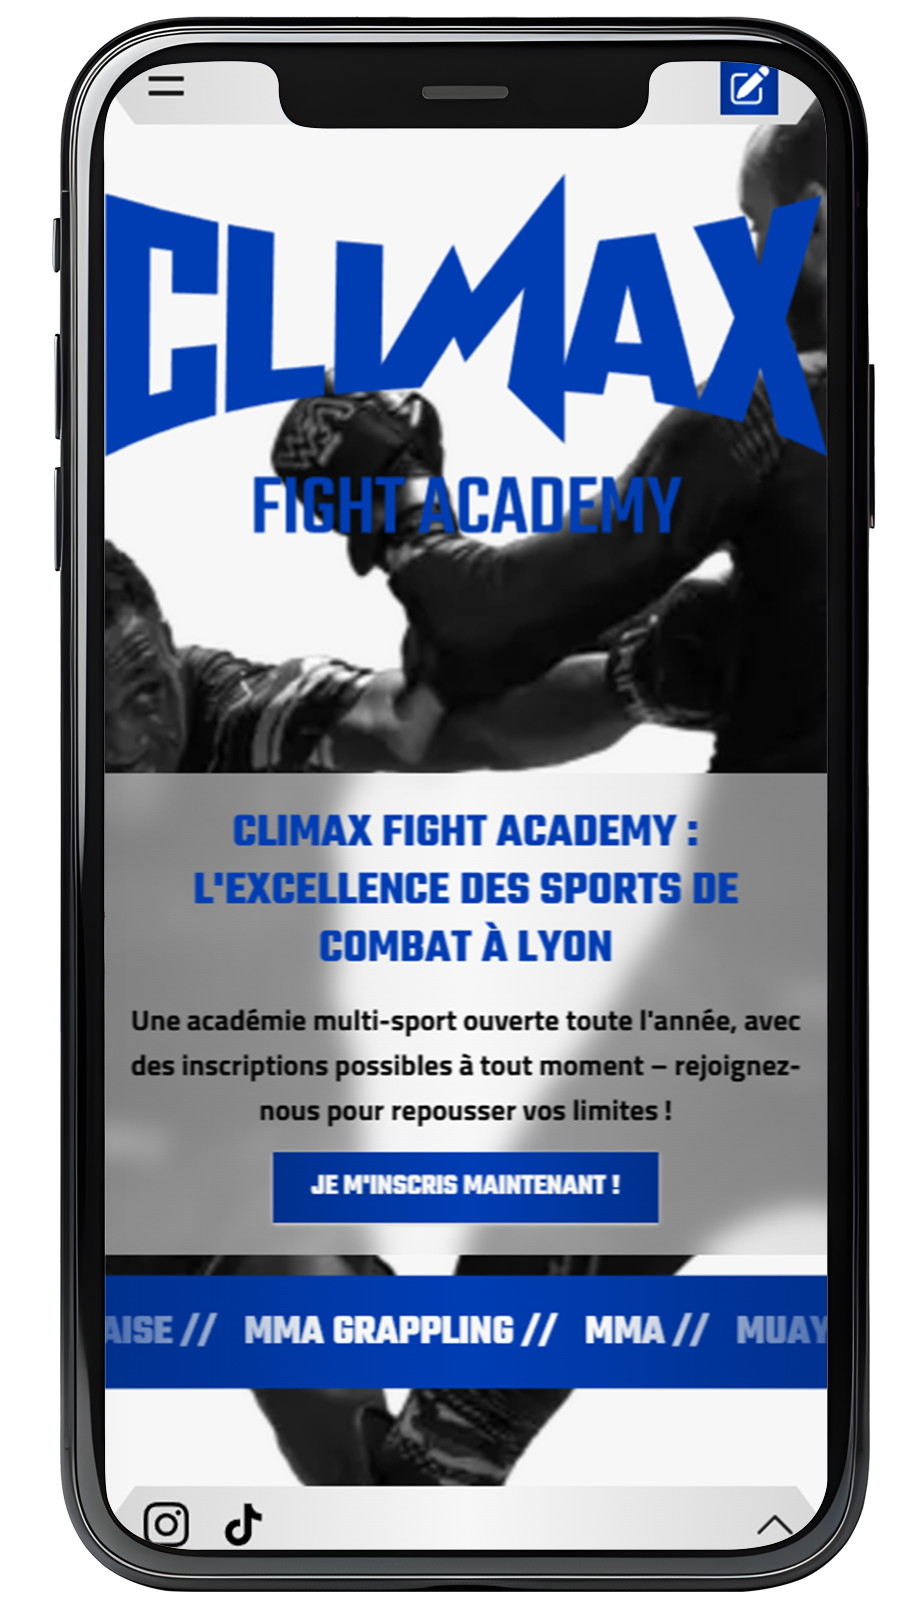 CLIMAX
FIGHT ACADEMY
CLIMAX FIGHT ACADEMY :
L'EXCELLENCE DES SPORTS DE
COMBAT À LYON
Une académie multi-sport ouverte toute l'année, avec
des inscriptions possibles à tout moment – rejoignez-
nous pour repousser vos limites !
JE M'INSCRIS MAINTENANT !
AISE // MMA GRAPPLING // MMA // MUAY